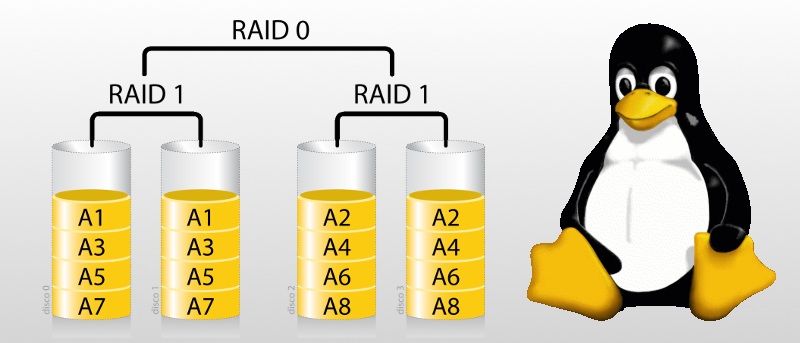 RAID 0
RAID 1 RAID 1
A1 A1 A2 A2
A3 A3 A4 A4
A5 A5 A6 A6
A7 A7 A8 A8
disco 0 disco 1 disco 2 disco 3